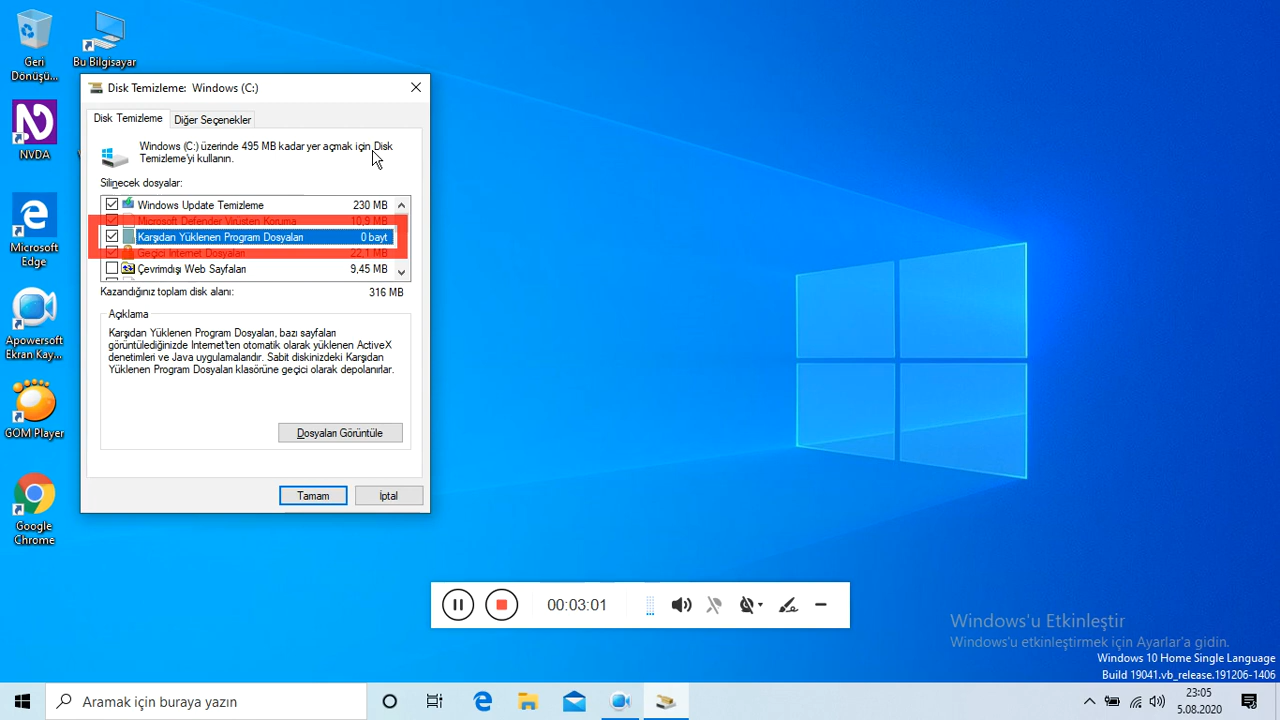 Geri
Dönüşü...
Bu Bilgisayar
NVDA
Microsoft
Edge
Apowersoft
Ekran Kay...
GOM Player
Google
Chrome
Disk Temizleme: Windows (C:)
Disk Temizleme
Diğer Seçenekler
Windows (C:) üzerinde 495 MB kadar yer açmak için Disk
Temizleme'yi kullanın.
Silinecek dosyalar:
Windows Update Temizleme 230 MB
Microsoft Defender Virüsten Koruma 10,9 MB
Karşıdan Yüklenen Program Dosyaları 0 bayt
Geçici Internet Dosyaları 22,1 MB
Çevrimdışı Web Sayfaları 9,45 MB
Kazandığınız toplam disk alanı: 316 MB
Açıklama
Karşıdan Yüklenen Program Dosyaları, bazı sayfaları
görüntülediğinizde Internet'ten otomatik olarak yüklenen ActiveX
denetimleri ve Java uygulamalarıdır. Sabit diskinizdeki Karşıdan
Yüklenen Program Dosyaları klasörüne geçici olarak depolanırlar.
Dosyaları Görüntüle
Tamam
İptal
00:03:01
Windows'u Etkinleştir
Windows'u etkinleştirmek için Ayarlar'a gidin.
Windows 10 Home Single Language
Build 19041.vb_release.191206-1406
Aramak için buraya yazın
23:05
5.08.2020